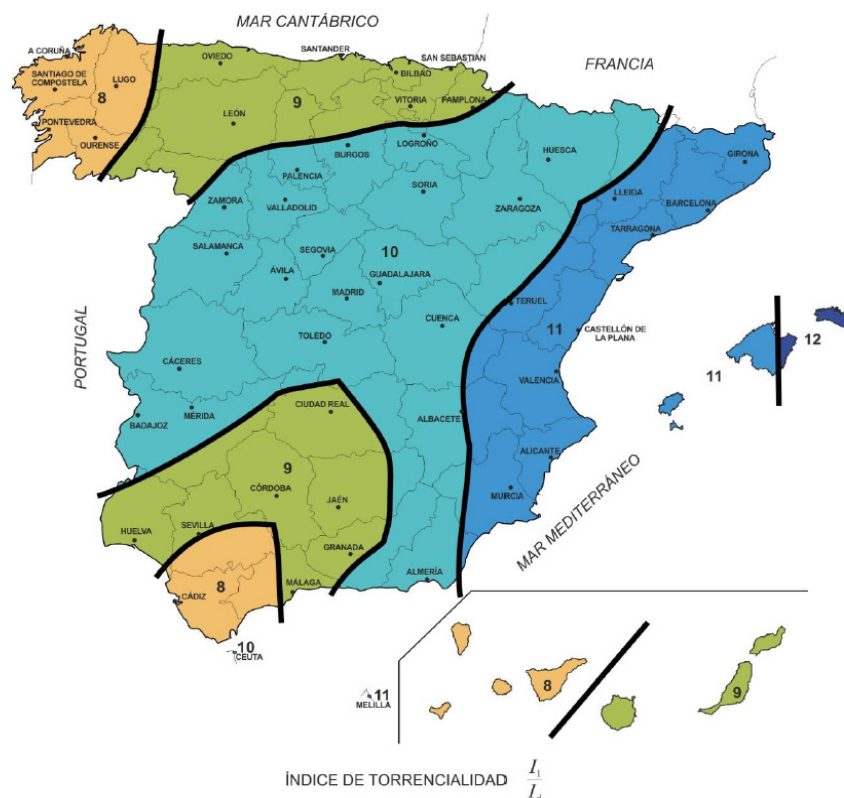 MAR CANTÁBRICO
A CORUÑA
SANTIAGO DE
COMPOSTELA
LUGO
8
PONTEVEDRA
OURENSE
OVIEDO
SANTANDER
SAN SEBASTIÁN
BILBAO
9
VITORIA
PAMPLONA
LEÓN
FRANCIA
BURGOS
LOGROÑO
HUESCA
GIRONA
PALENCIA
ZAMORA
VALLADOLID
SORIA
ZARAGOZA
LLEIDA
BARCELONA
TARRAGONA
SALAMANCA
SEGOVIA
10
ÁVILA
GUADALAJARA
MADRID
TERUEL
CUENCA
11
CASTELLÓN DE
LA PLANA
12
11
PORTUGAL
TOLEDO
CÁCERES
VALENCIA
MÉRIDA
BADAJOZ
CIUDAD REAL
ALBACETE
ALICANTE
9
CÓRDOBA
JAÉN
MURCIA
MAR MEDITERRÁNEO
HUELVA
SEVILLA
GRANADA
ALMERÍA
8
CÁDIZ
MÁLAGA
10
CEUTA
11
MELILLA
8
9
ÍNDICE DE TORRENCIALIDAD I₁